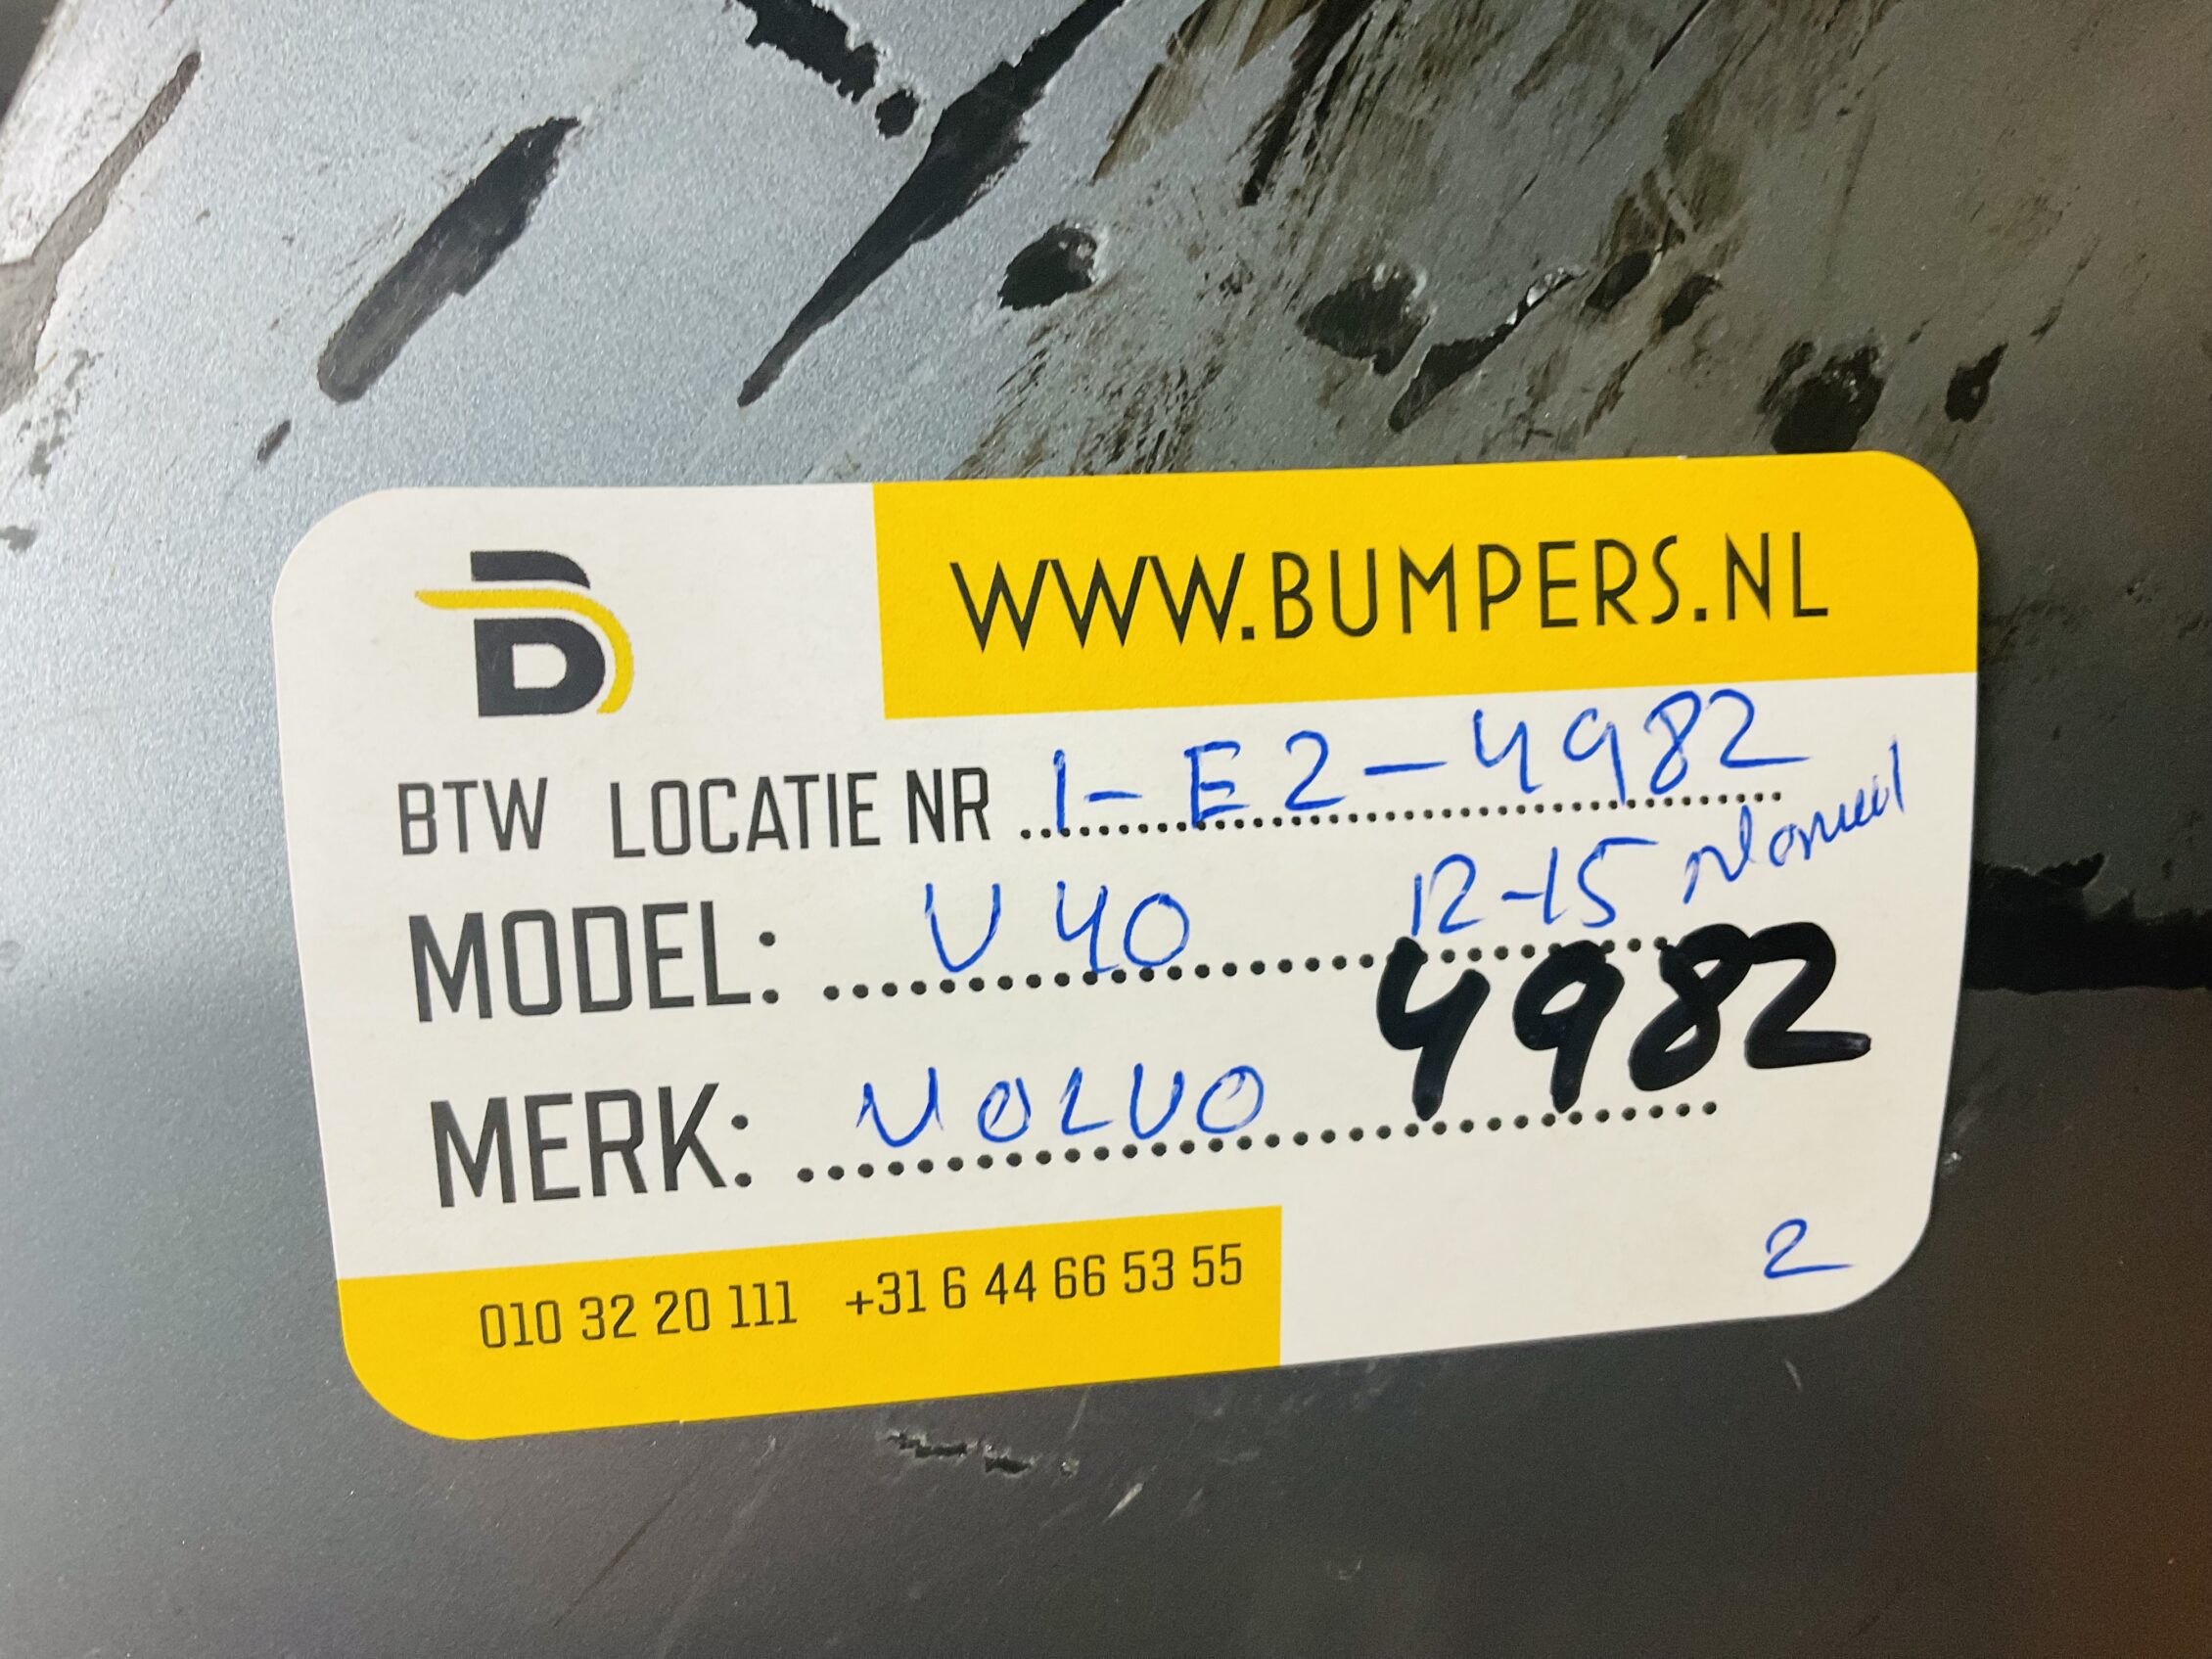 WWW.BUMPERS.NL
BTW LOCATIE NR 1-E2-4982
MODEL: V40 12-15 Normal
4982
MERK: VOLVO
010 32 20 111 +31 6 44 66 53 55
2